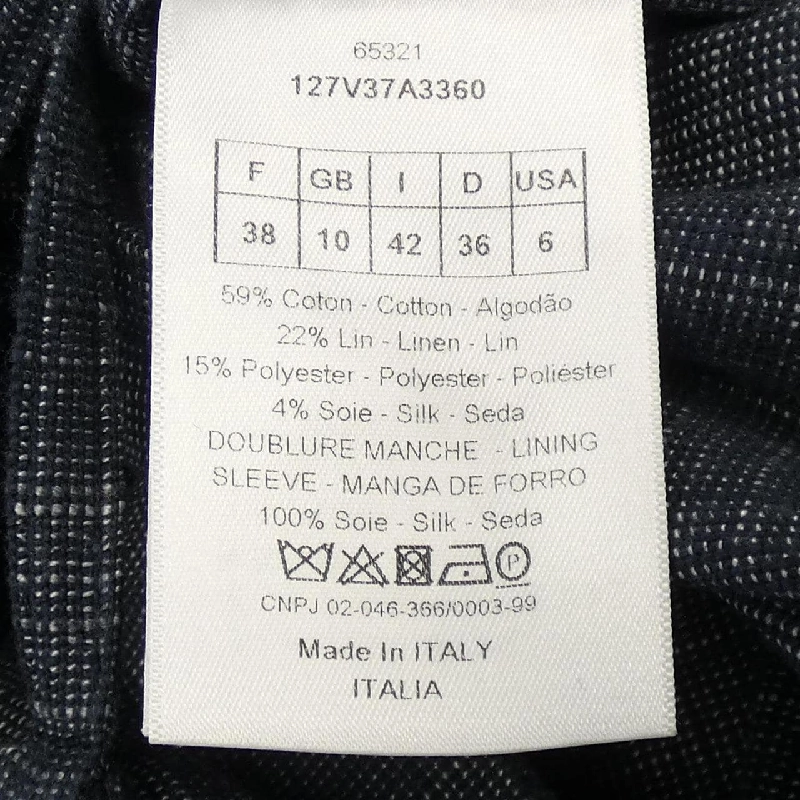 65321
127V37A3360
F GB I D USA
38 10 42 36 6
59% Coton - Cotton - Algodão
22% Lin - Linen - Lin
15% Polyester - Polyester - Poliéster
4% Soie - Silk - Seda
DOUBLURE MANCHE - LINING
SLEEVE - MANGA DE FORRO
100% Soie - Silk - Seda
P
CNPJ 02-046-366/0003-99
Made In ITALY
ITALIA